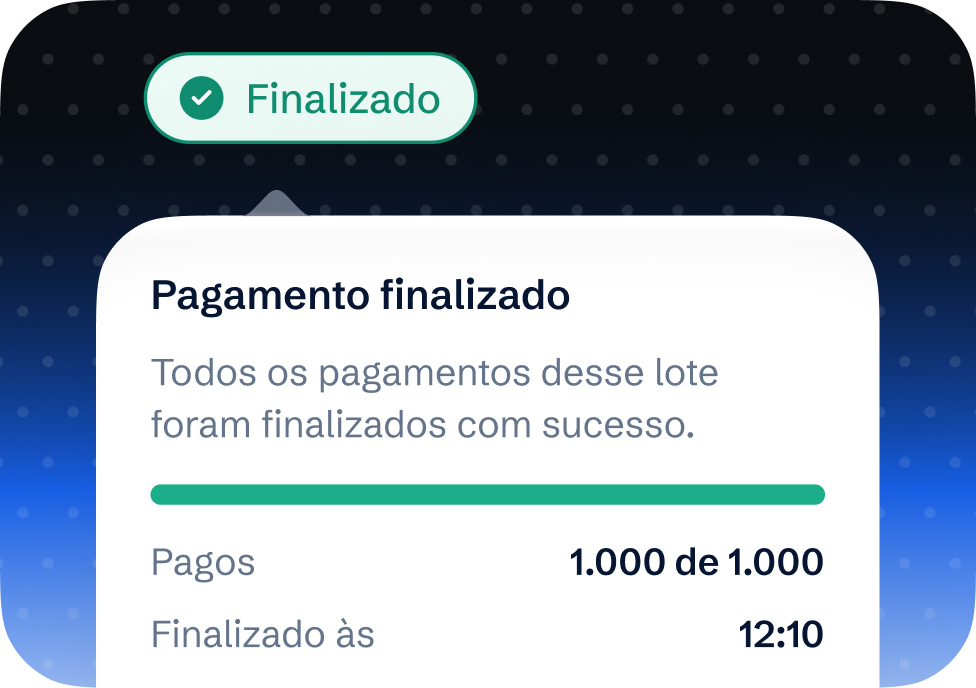 Finalizado
Pagamento finalizado
Todos os pagamentos desse lote
foram finalizados com sucesso.
Pagos 1.000 de 1.000
Finalizado às 12:10